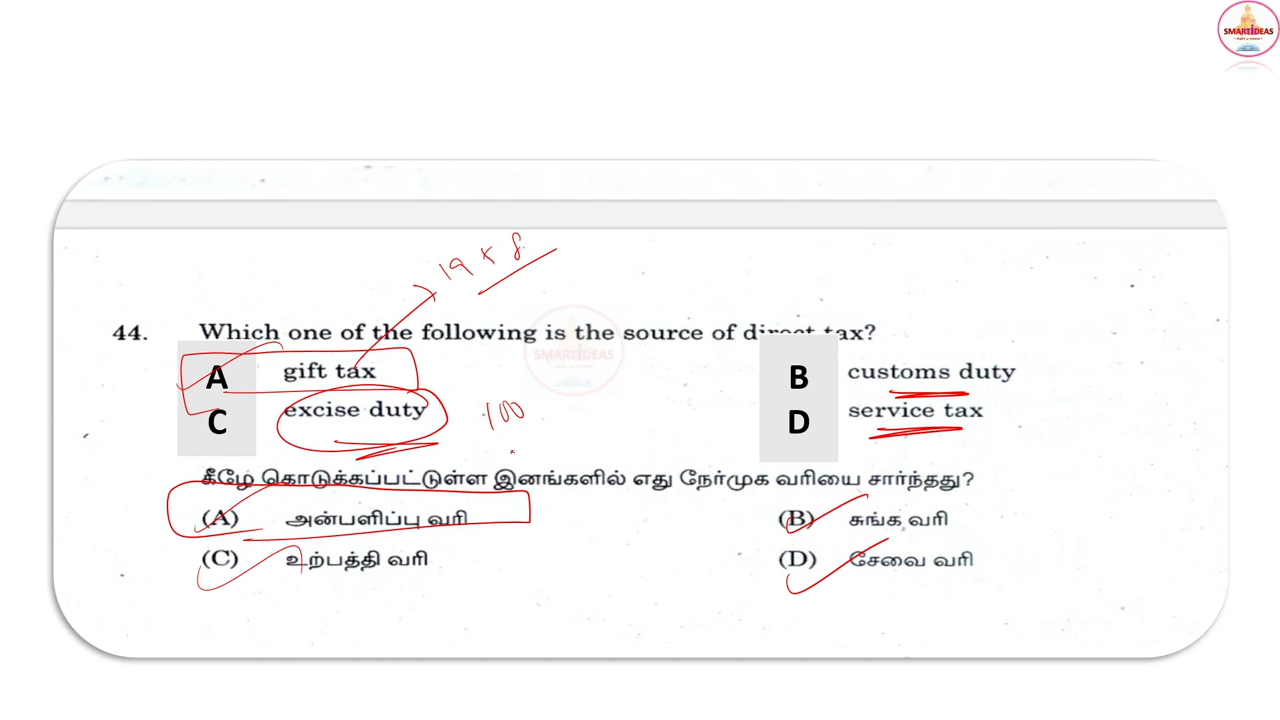 SMARTIDEAS
1958
44. Which one of the following is the source of direct tax?
SMARTIDEAS
A gift tax B customs duty
C excise duty D service tax
100
கீழே கொடுக்கப்பட்டுள்ள இனங்களில் எது நேர்முக வரியை சார்ந்தது?
(A) அன்பளிப்பு வரி (B) சுங்க வரி
(C) உற்பத்தி வரி (D) சேவை வரி